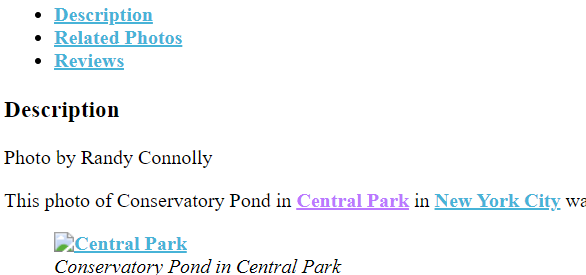 Description
Related Photos
Reviews
Description
Photo by Randy Connolly
This photo of Conservatory Pond in Central Park in New York City wa
Central Park
Conservatory Pond in Central Park